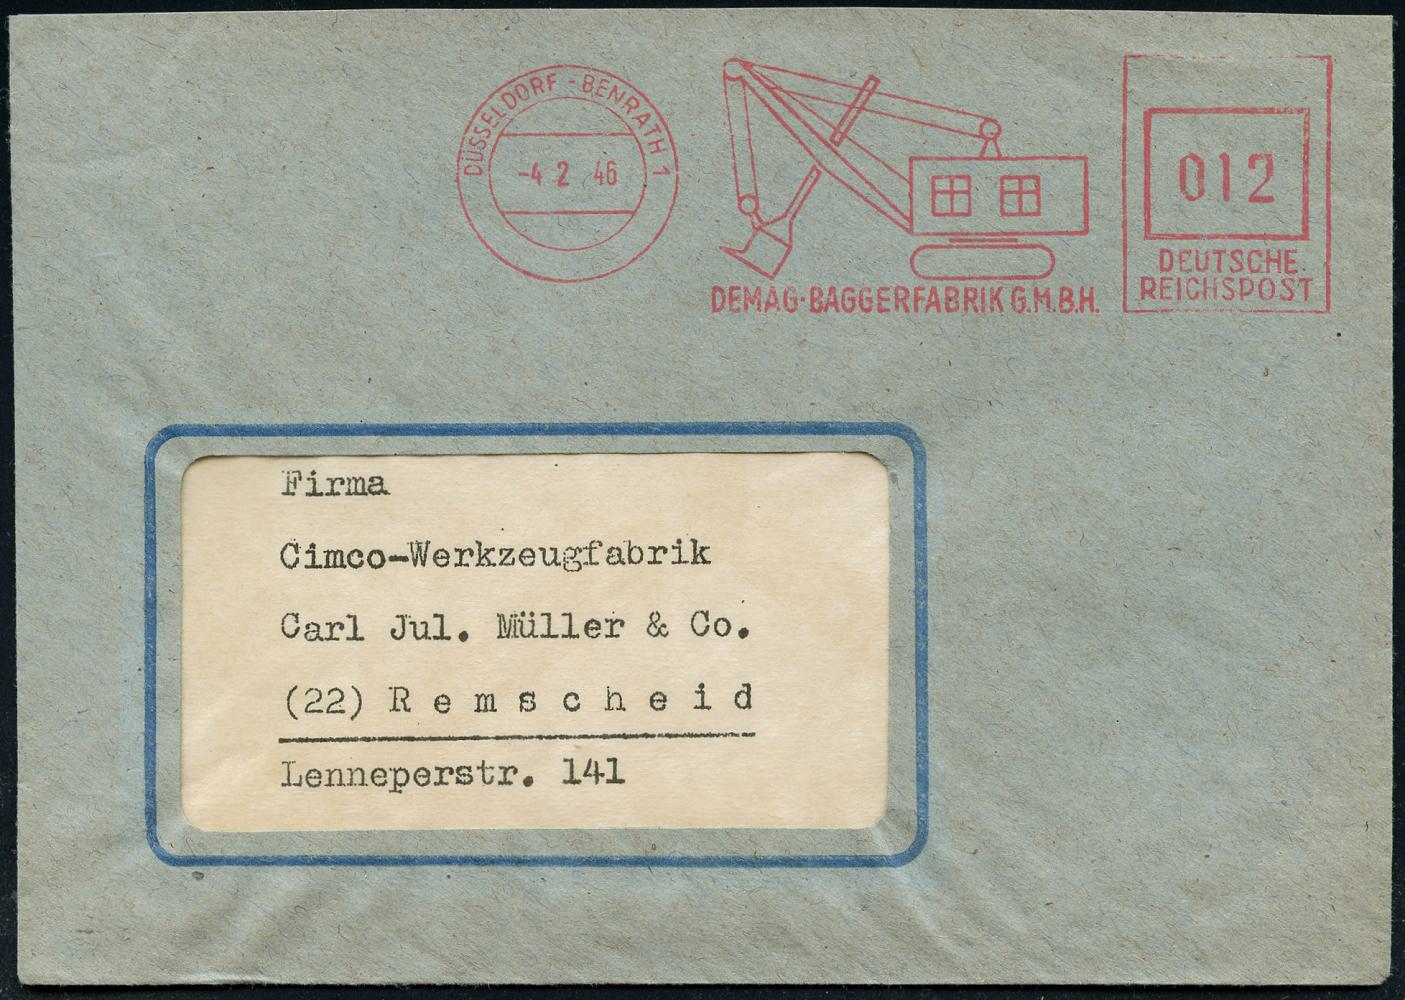 DÜSSELDORF-BENRATH 1
-4 2 46
DEMAG·BAGGERFABRIK G.M.B.H.
012
DEUTSCHE
REICHSPOST
Firma
Cimco-Werkzeugfabrik
Carl Jul. Müller & Co.
(22) R e m s c h e i d
Lenneperstr. 141